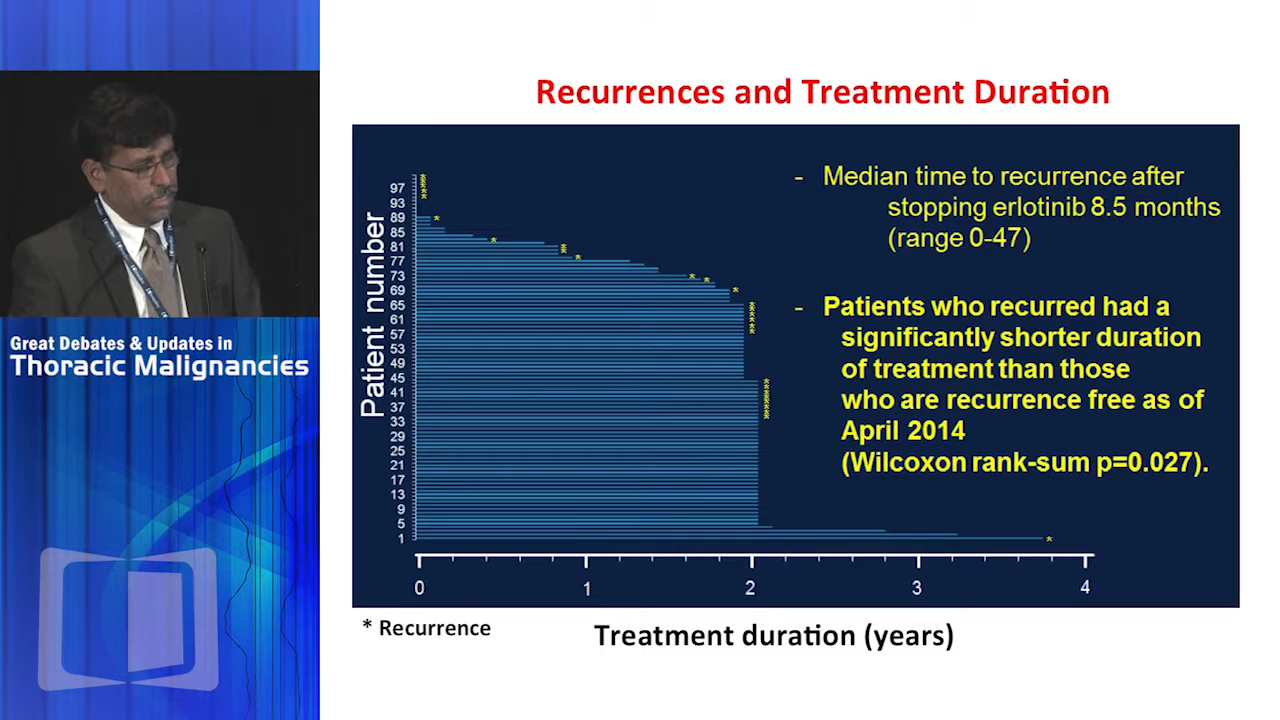 Recurrences and Treatment Duration
Great Debates & Updates in
Thoracic Malignancies
Patient number
97
93
89
85
81
77
73
69
65
61
57
53
49
45
41
37
33
29
25
21
17
13
9
5
1
0
1
2
3
4
- Median time to recurrence after
stopping erlotinib 8.5 months
(range 0-47)
- Patients who recurred had a
significantly shorter duration
of treatment than those
who are recurrence free as of
April 2014
(Wilcoxon rank-sum p=0.027).
* Recurrence
Treatment duration (years)